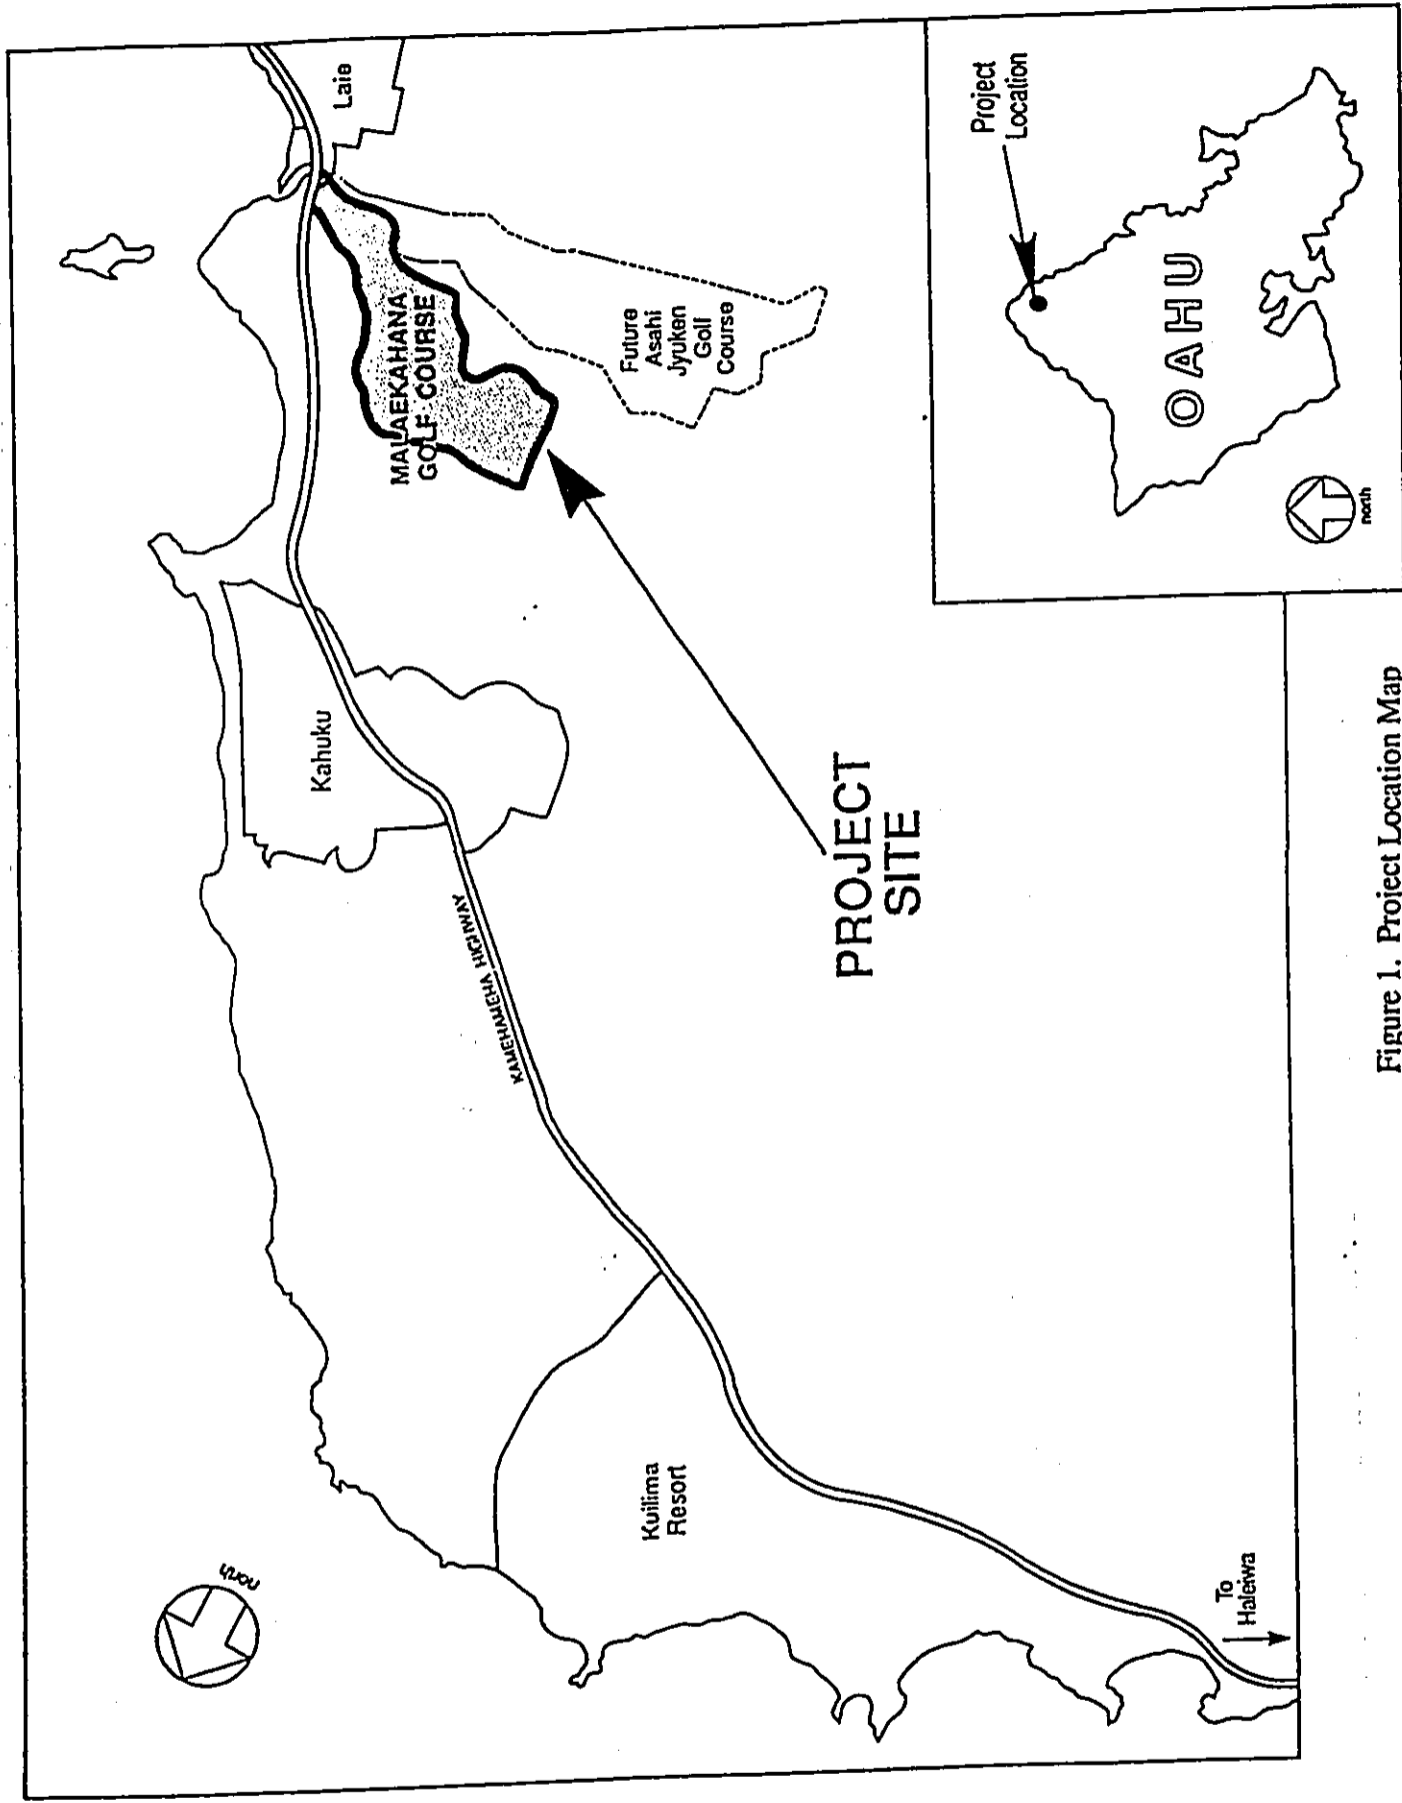 north
To
Haleiwa
Kuilima
Resort
KAMEHAMEHA HIGHWAY
Kahuku
PROJECT
SITE
MALAEKAHANA
GOLF COURSE
Future
Asahi
Jyuken
Golf
Course
Laie
Project
Location
OAHU
north
Figure 1. Project Location Map